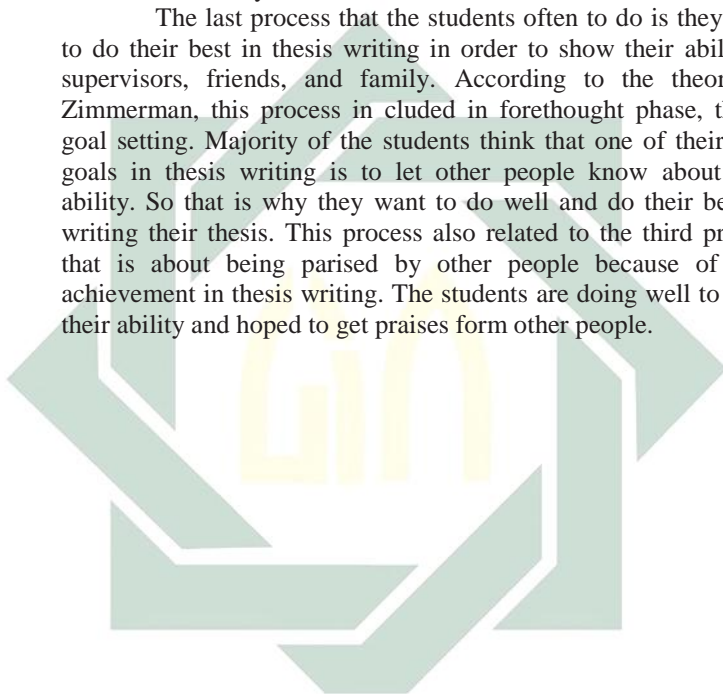 The last process that the students often to do is they
to do their best in thesis writing in order to show their abil
supervisors, friends, and family. According to the theor
Zimmerman, this process in cluded in forethought phase, t
goal setting. Majority of the students think that one of their
goals in thesis writing is to let other people know about
ability. So that is why they want to do well and do their be
writing their thesis. This process also related to the third pr
that is about being parised by other people because of
achievement in thesis writing. The students are doing well to
their ability and hoped to get praises form other people.